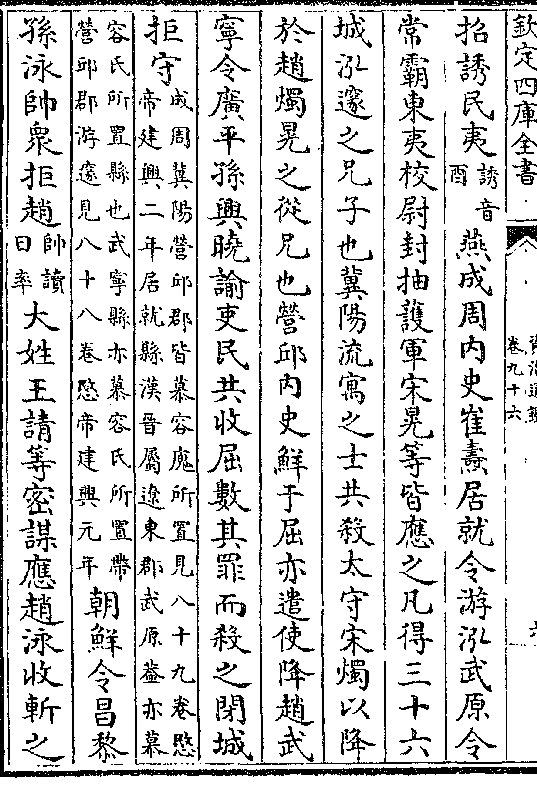 欽定四庫全書
資治通鑑
卷九十六
招誘民夷誘音酉燕成周内史崔燾居就令游泓武原令
常霸東夷校尉封抽護軍宋晃等皆應之凡得三十六
城泓邃之兄子也冀陽流寓之士共殺太守宋燭以降
於趙燭晃之從兄也營邱内史鮮于屈亦遣使降趙武
寧令廣平孫興曉諭吏民共收屈數其罪而殺之閉城
拒守成周冀陽營邱郡皆慕容廆所置見八十九卷愍帝建興二年居就縣漢晉屬遼東郡武原蓋亦慕
容氏所置縣也武寧縣亦慕容氏所置帶營邱郡游邃見八十八卷愍帝建興元年朝鮮令昌黎
孫泳帥衆拒趙帥讀曰率大姓王請等密謀應趙泳收斬之